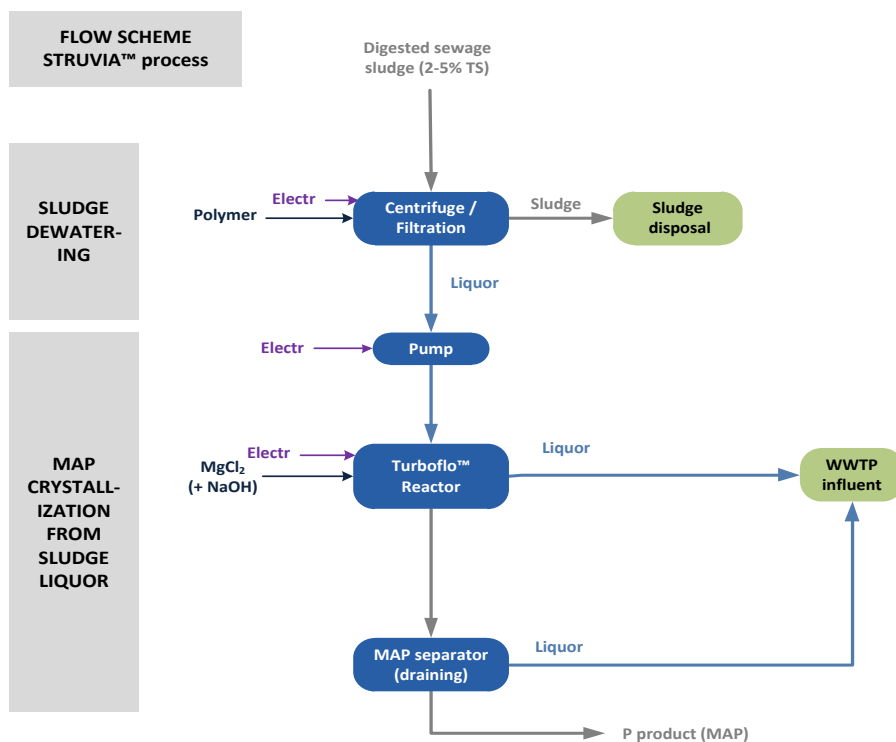 FLOW SCHEME
STRUVIA™ process
Digested sewage
sludge (2-5% TS)
SLUDGE
DEWATER-
ING
Electr
Polymer
Centrifuge /
Filtration
Sludge
Sludge
disposal
Liquor
Electr
Pump
MAP
CRYSTALL-
IZATION
FROM
SLUDGE
LIQUOR
Electr
MgCl₂
(+ NaOH)
Turboflo™
Reactor
Liquor
WWTP
influent
MAP separator
(draining)
Liquor
P product (MAP)